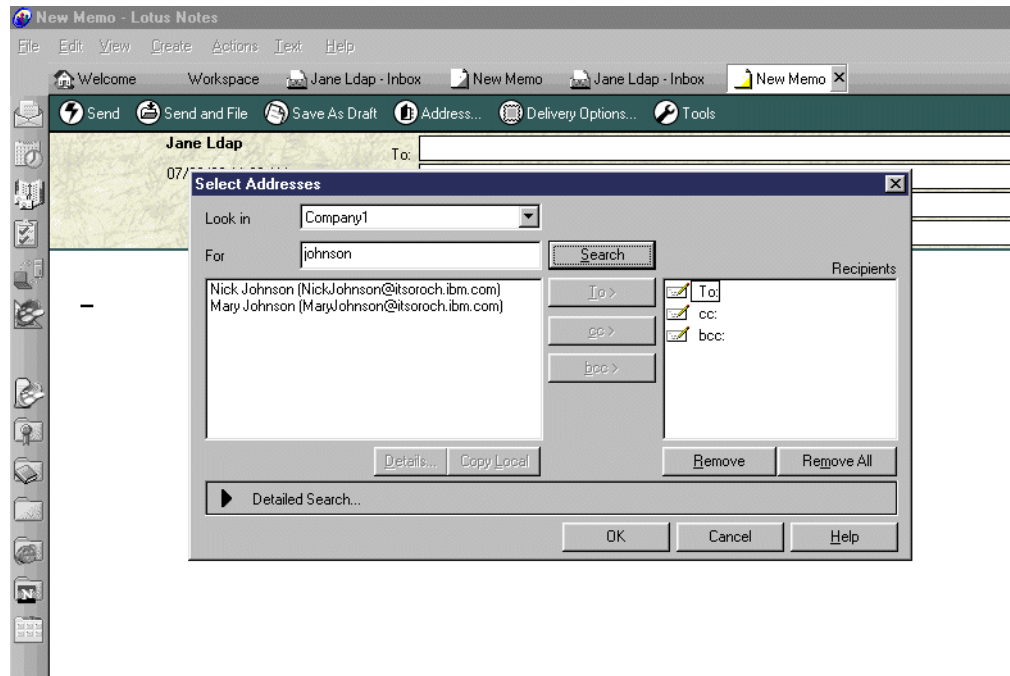 New Memo - Lotus Notes
File Edit View Create Actions Text Help
Welcome Workspace Jane Ldap - Inbox New Memo Jane Ldap - Inbox New Memo
Send Send and File Save As Draft Address... Delivery Options... Tools
Jane Ldap To:
07/
Select Addresses
Look in Company1
For johnson Search
Recipients
Nick Johnson (NickJohnson@itsoroch.ibm.com) To > To:
Mary Johnson (MaryJohnson@itsoroch.ibm.com) cc:
cc > bcc:
bcc >
Details... Copy Local Remove Remove All
Detailed Search...
OK Cancel Help